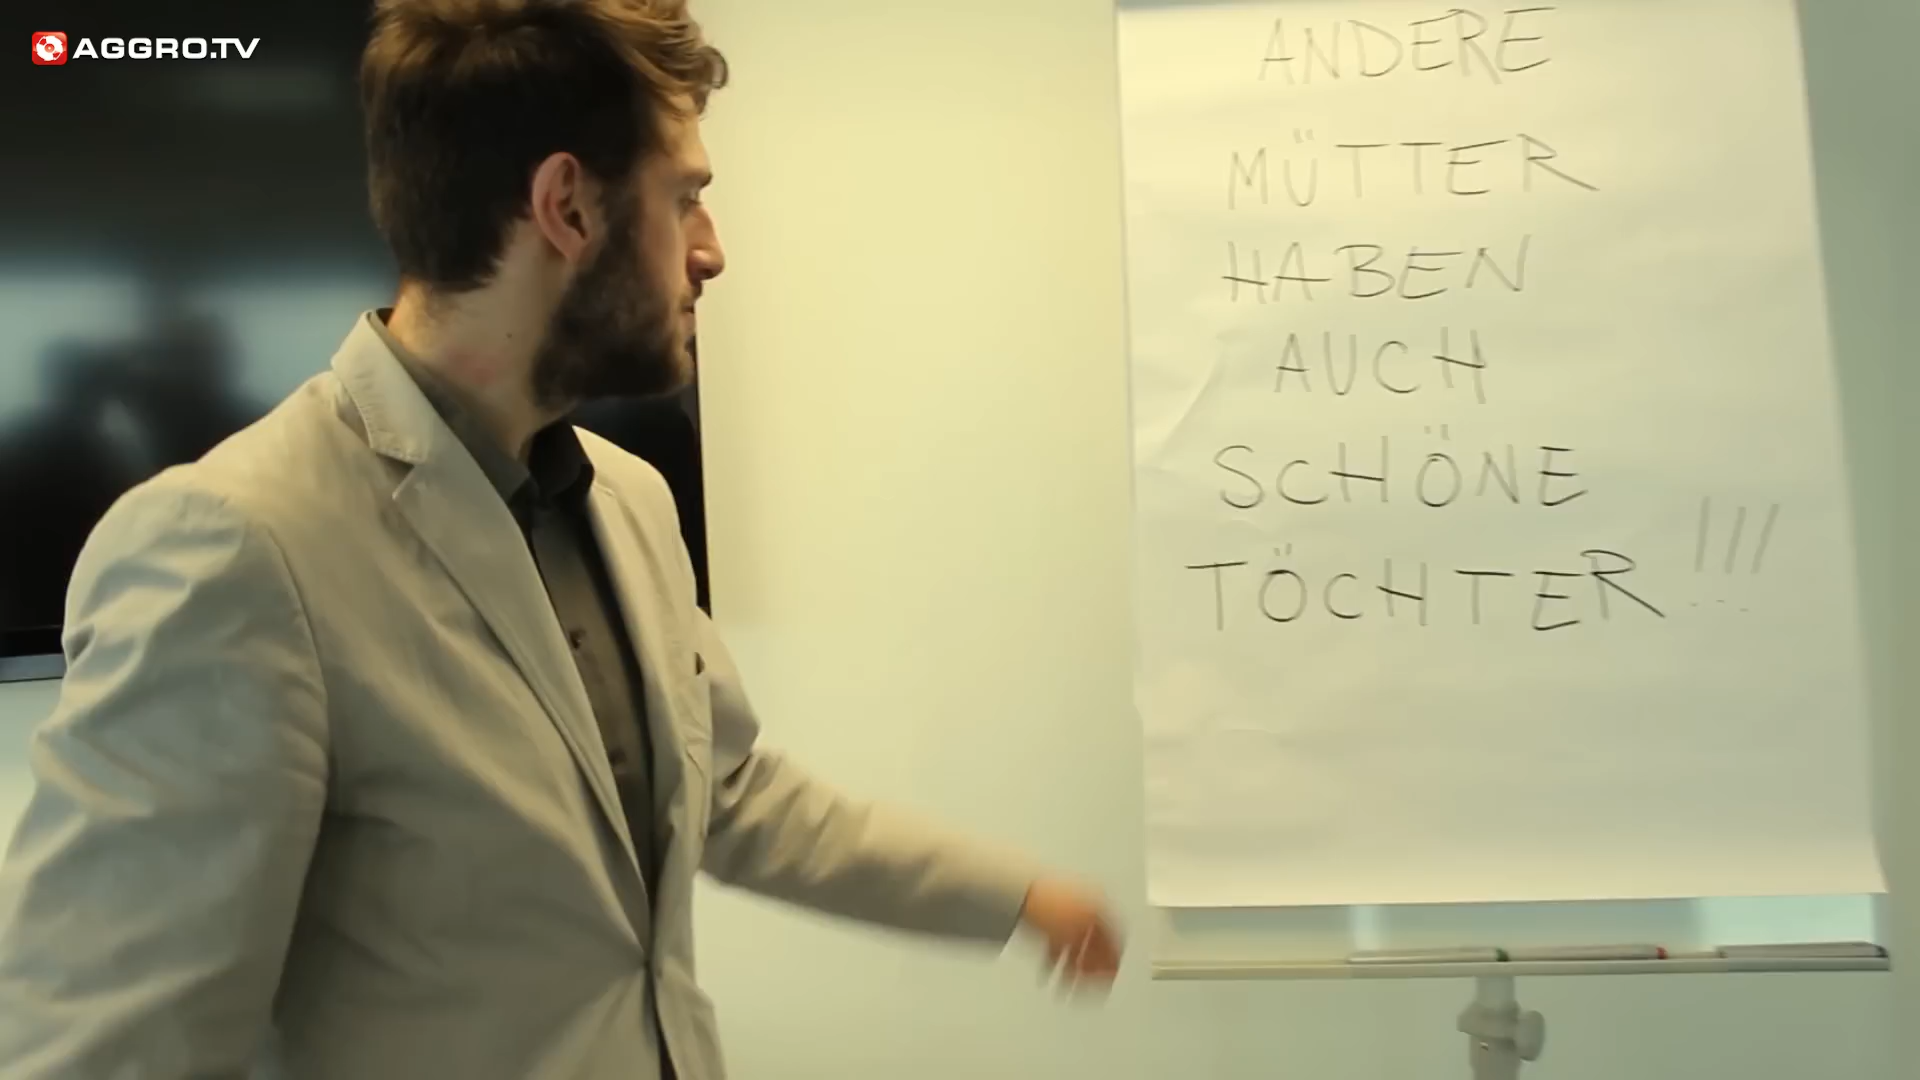 AGGRO.TV
ANDERE
MÜTTER
HABEN
AUCH
SCHÖNE
TÖCHTER!!!